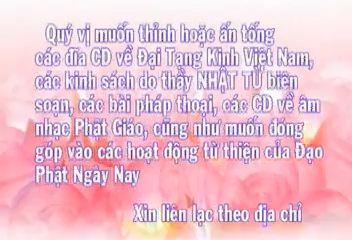 Quý vị muốn thỉnh hoặc ấn tống
các đĩa CD về Đại Tạng Kinh Việt Nam,
các kinh sách do thầy NHẬT TỪ biên
soạn, các bài pháp thoại, các CD về âm
nhạc Phật Giáo, cũng như muốn đóng
góp vào các hoạt động từ thiện của Đạo
Phật Ngày Nay
Xin liên lạc theo địa chỉ